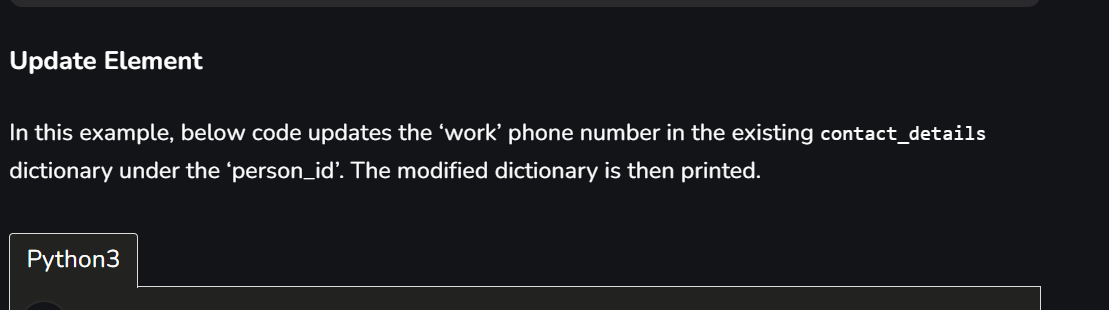 Update Element
In this example, below code updates the ‘work’ phone number in the existing contact_details
dictionary under the ‘person_id’. The modified dictionary is then printed.
Python3